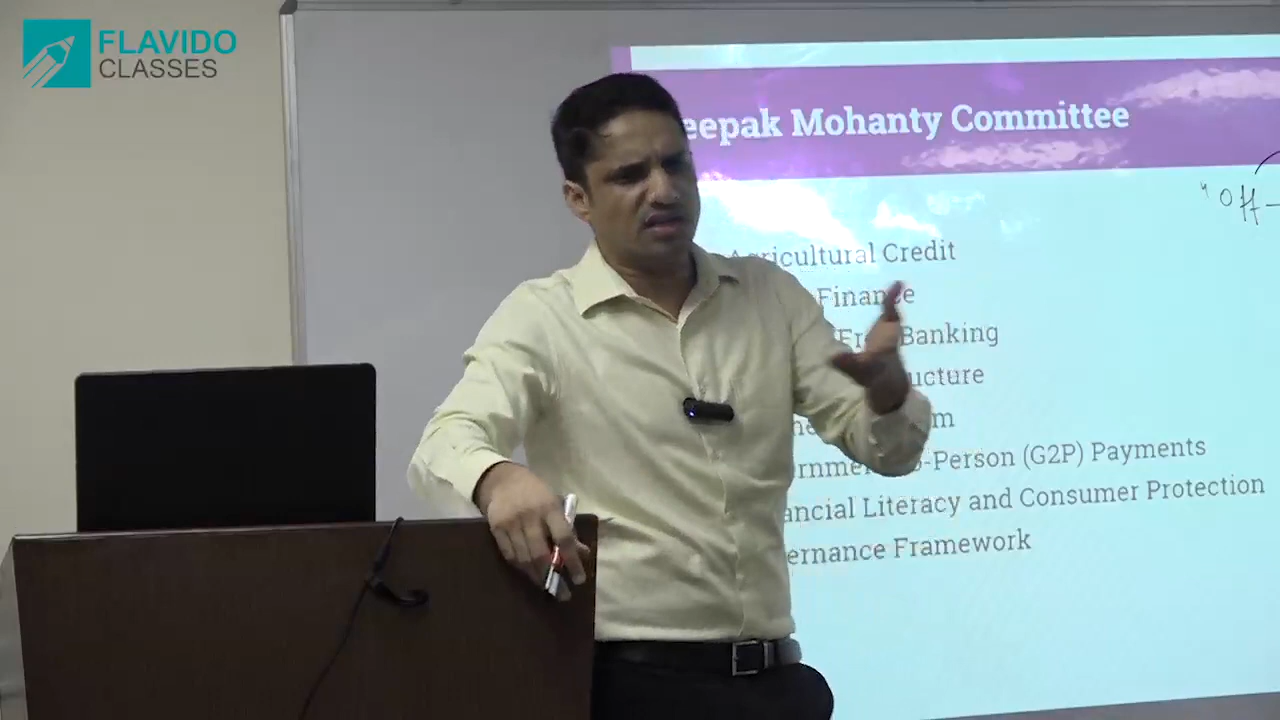 FLAVIDO
CLASSES
eepak Mohanty Committee
"Off-
Agricultural Credit
Finance
Banking
ucture
m
-Person (G2P) Payments
ancial Literacy and Consumer Protection
ernance Framework